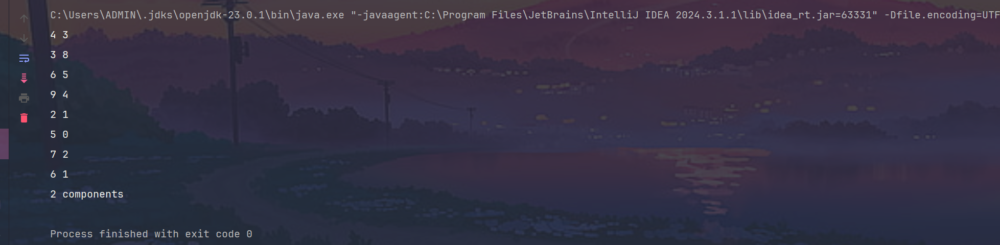 C:\Users\ADMIN\.jdks\openjdk-23.0.1\bin\java.exe "-javaagent:C:\Program Files\JetBrains\IntelliJ IDEA 2024.3.1.1\lib\idea_rt.jar=63331" -Dfile.encoding=UTF
4 3
3 8
6 5
9 4
2 1
5 0
7 2
6 1
2 components
Process finished with exit code 0